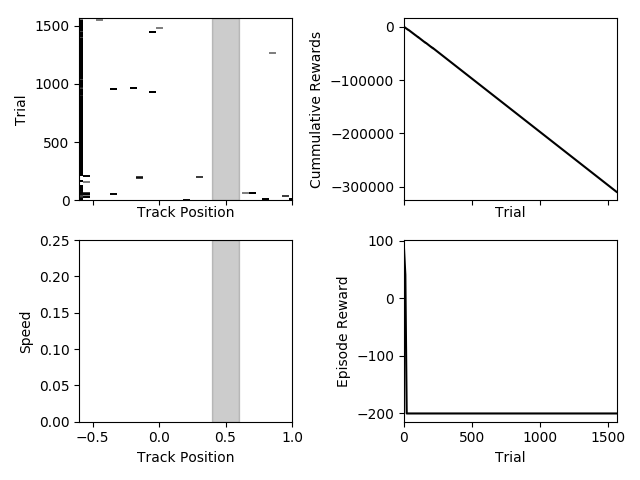 1500
1000
500
0
Trial
Track Position
0
−100000
−200000
−300000
Cummulative Rewards
Trial
0.25
0.20
0.15
0.10
0.05
0.00
Speed
−0.5 0.0 0.5 1.0
Track Position
100
0
−100
−200
Episode Reward
0 500 1000 1500
Trial